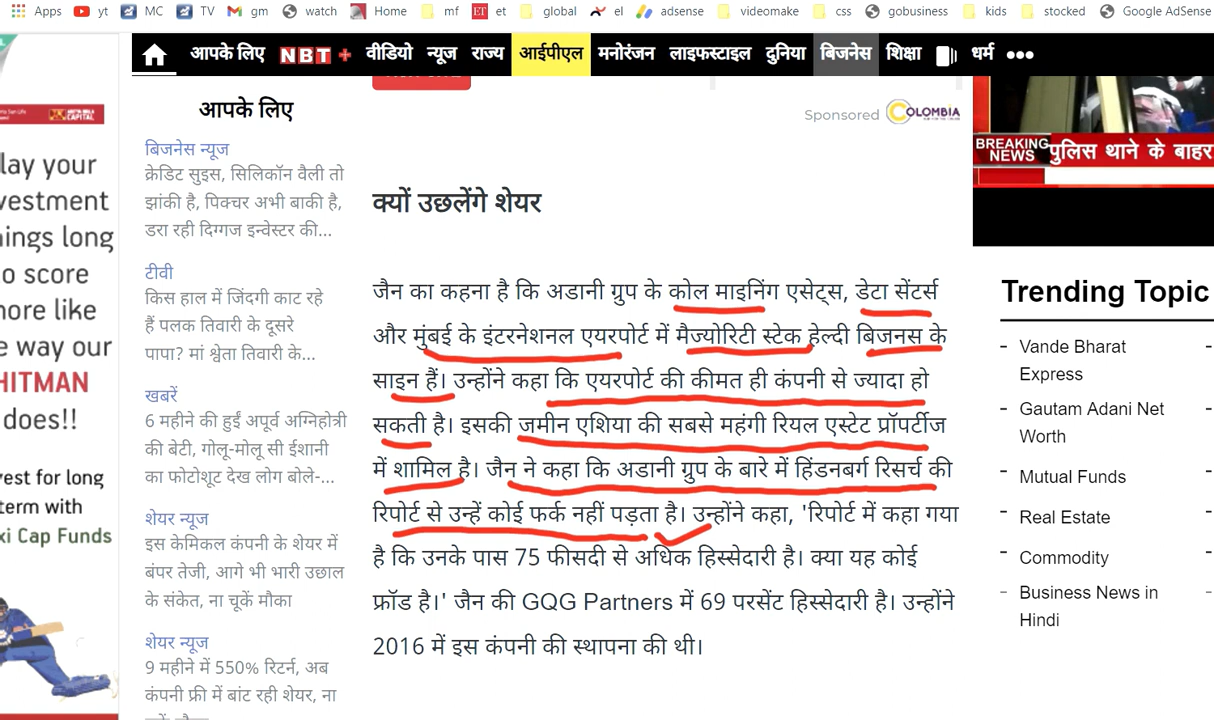 Apps yt MC TV gm watch Home mf ET et global el adsense videomake css gobusiness kids stocked Google AdSense
आपके लिए NBT + वीडियो न्यूज राज्य आईपीएल मनोरंजन लाइफस्टाइल दुनिया बिजनेस शिक्षा धर्म •••
CAPITAL
lay your
vestment
ings long
o score
more like
e way our
HITMAN
does!!
vest for long
term with
xi Cap Funds
आपके लिए
बिजनेस न्यूज
क्रेडिट सुइस, सिलिकॉन वैली तो
झांकी है, पिक्चर अभी बाकी है,
डरा रही दिग्गज इन्वेस्टर की...
टीवी
किस हाल में जिंदगी काट रहे
हैं पलक तिवारी के दूसरे
पापा? मां श्वेता तिवारी के...
खबरें
6 महीने की हुईं अपूर्व अग्निहोत्री
की बेटी, गोलू-मोलू सी ईशानी
का फोटोशूट देख लोग बोले-...
शेयर न्यूज
इस केमिकल कंपनी के शेयर में
बंपर तेजी, आगे भी भारी उछाल
के संकेत, ना चूकें मौका
शेयर न्यूज
9 महीने में 550% रिटर्न, अब
कंपनी फ्री में बांट रही शेयर, ना
Sponsored COLOMBIA
क्यों उछलेंगे शेयर
जैन का कहना है कि अडानी ग्रुप के कोल माइनिंग एसेट्स, डेटा सेंटर्स
और मुंबई के इंटरनेशनल एयरपोर्ट में मैज्योरिटी स्टेक हेल्दी बिजनस के
साइन हैं। उन्होंने कहा कि एयरपोर्ट की कीमत ही कंपनी से ज्यादा हो
सकती है। इसकी जमीन एशिया की सबसे महंगी रियल एस्टेट प्रॉपर्टीज
में शामिल है। जैन ने कहा कि अडानी ग्रुप के बारे में हिंडनबर्ग रिसर्च की
रिपोर्ट से उन्हें कोई फर्क नहीं पड़ता है। उन्होंने कहा, 'रिपोर्ट में कहा गया
है कि उनके पास 75 फीसदी से अधिक हिस्सेदारी है। क्या यह कोई
फ्रॉड है।' जैन की GQG Partners में 69 परसेंट हिस्सेदारी है। उन्होंने
2016 में इस कंपनी की स्थापना की थी।
BREAKING NEWS पुलिस थाने के बाहर
Trending Topic
- Vande Bharat
Express
- Gautam Adani Net
Worth
- Mutual Funds
- Real Estate
- Commodity
- Business News in
Hindi